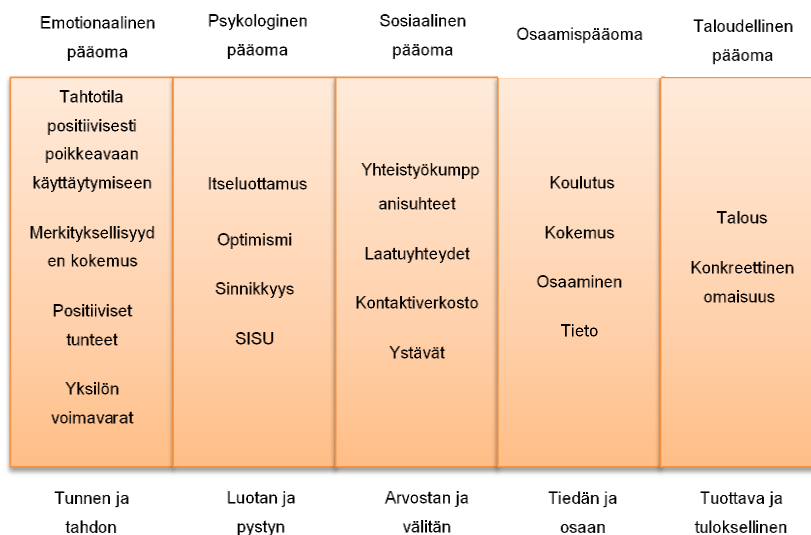 Emotionaalinen
pääoma
Psykologinen
pääoma
Sosiaalinen
pääoma
Osaamispääoma
Taloudellinen
pääoma
Tahtotila
positiivisesti
poikkeavaan
käyttäytymiseen
Merkityksellisyyd
en kokemus
Positiiviset
tunteet
Yksilön
voimavarat
Itseluottamus
Optimismi
Sinnikkyys
SISU
Yhteistyökumpp
anisuhteet
Laatuyhteydet
Kontaktiverkosto
Ystävät
Koulutus
Kokemus
Osaaminen
Tieto
Talous
Konkreettinen
omaisuus
Tunnen ja
tahdon
Luotan ja
pystyn
Arvostan ja
välitän
Tiedän ja
osaan
Tuottava ja
tuloksellinen